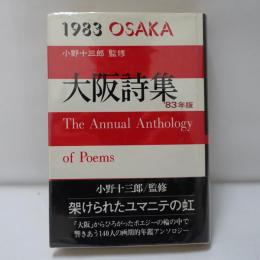 1983 OSAKA
小野十三郎 監修
大阪詩集
83年版
The Annual Anthology
of Poems
小野十三郎/監修
架けられたユマニテの虹
「大阪」からひろがったポエジーの輪の中で
響きあう140人の画期的年鑑アンソロジー